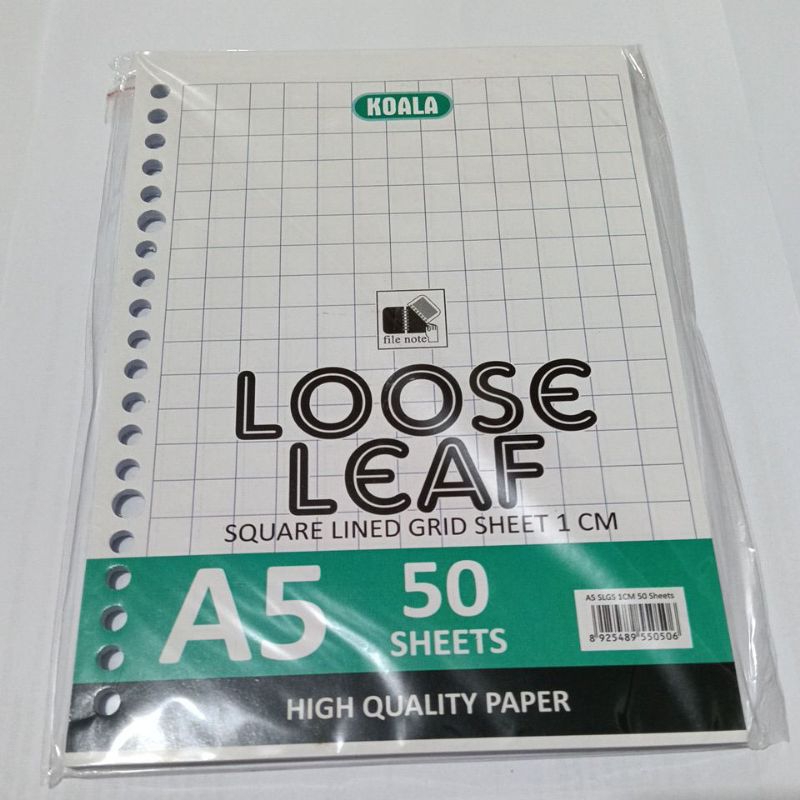 KOALA
file note
LOOSE
LEAF
SQUARE LINED GRID SHEET 1 CM
A5
50
SHEETS
A5 SLGS 1CM 50 Sheets
8 925489 550506
HIGH QUALITY PAPER